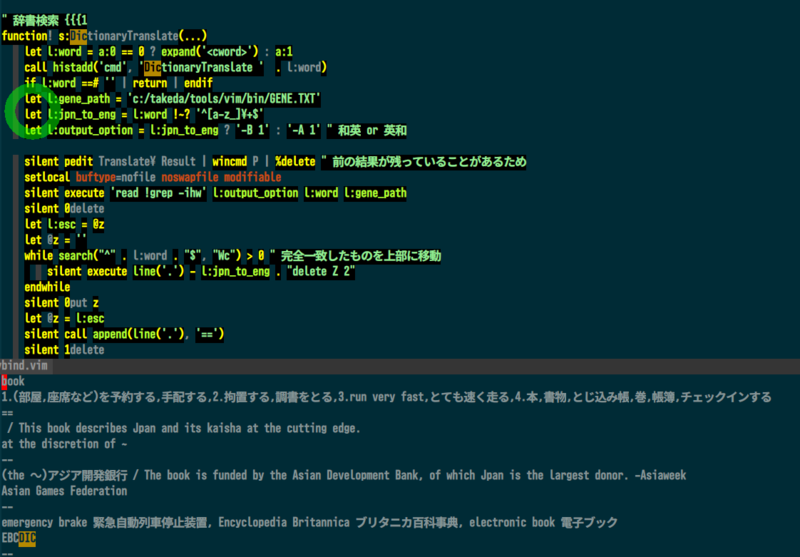 " 辞書検索 {{{1
function! s:DictionaryTranslate(...)
let l:word = a:0 == 0 ? expand('<cword>') : a:1
call histadd('cmd', 'DictionaryTranslate ' . l:word)
if l:word ==# '' | return | endif
let l:gene_path = 'c:/takeda/tools/vim/bin/GENE.TXT'
let l:jpn_to_eng = l:word !~? '^[a-z_]¥+$'
let l:output_option = l:jpn_to_eng ? '-B 1' : '-A 1' " 和英 or 英和
silent pedit Translate¥ Result | wincmd P | %delete " 前の結果が残っていることがあるため
setlocal buftype=nofile noswapfile modifiable
silent execute 'read !grep -ihw' l:output_option l:word l:gene_path
silent 0delete
let l:esc = @z
let @z = ''
while search("^" . l:word . "$", "Wc") > 0 " 完全一致したものを上部に移動
silent execute line('.') - l:jpn_to_eng . "delete Z 2"
endwhile
silent 0put z
let @z = l:esc
silent call append(line('.'), '==')
silent 1delete
bind.vim
book
1.(部屋,座席など)を予約する,手配する,2.拘置する,調書をとる,3.run very fast,とても速く走る,4.本,書物,とじ込み帳,巻,帳簿,チェックインする
==
/ This book describes Jpan and its kaisha at the cutting edge.
at the discretion of ~
--
(the ～)アジア開発銀行 / The book is funded by the Asian Development Bank, of which Jpan is the largest donor. -Asiaweek
Asian Games Federation
--
emergency brake 緊急自動列車停止装置, Encyclopedia Britannica ブリタニカ百科事典, electronic book 電子ブック
EBCDIC
--